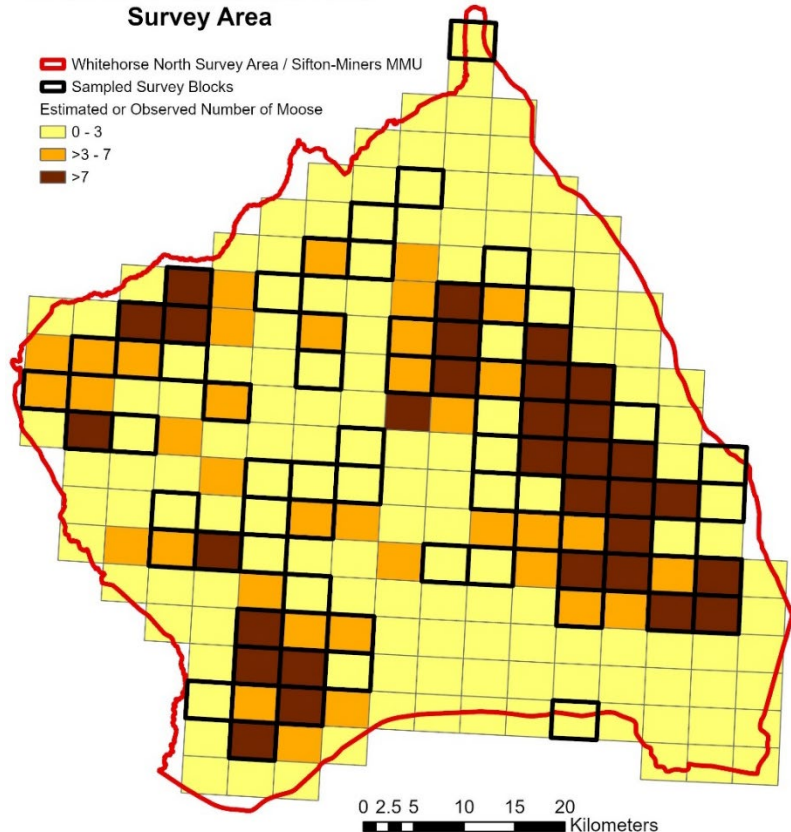 Survey Area
Whitehorse North Survey Area / Sifton-Miners MMU
Sampled Survey Blocks
Estimated or Observed Number of Moose
0 - 3
>3 - 7
>7
0 2.5 5 10 15 20
Kilometers